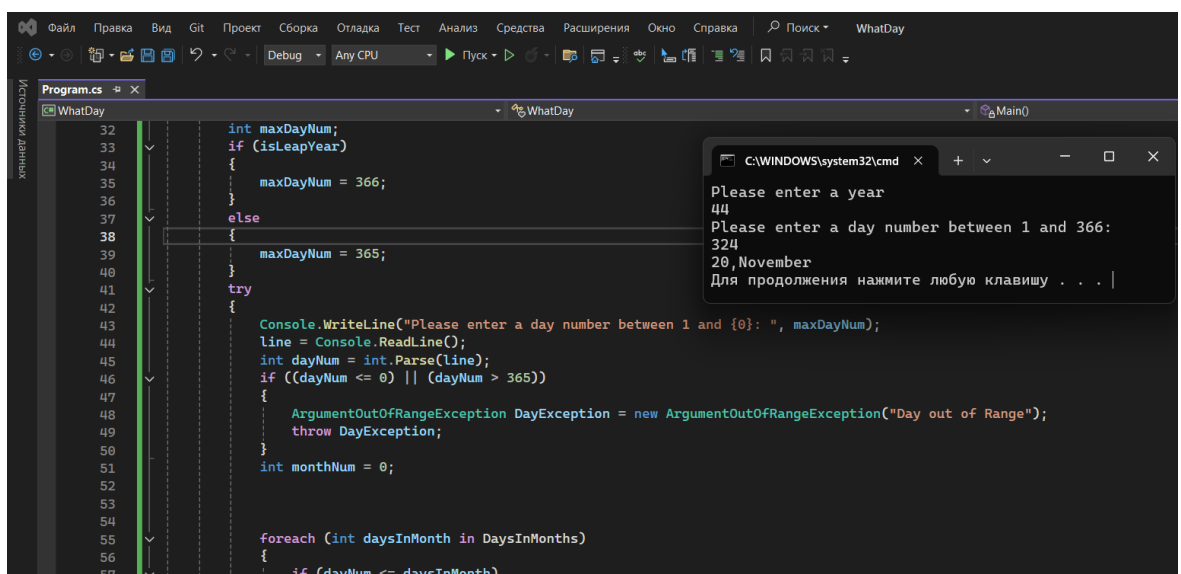 Файл Правка Вид Git Проект Сборка Отладка Тест Анализ Средства Расширения Окно Справка Поиск WhatDay
Debug Any CPU Пуск
Источники данных
Program.cs
WhatDay WhatDay Main()
32 int maxDayNum;
33 if (isLeapYear)
34 {
35 maxDayNum = 366;
36 }
37 else
38 {
39 maxDayNum = 365;
40 }
41 try
42 {
43 Console.WriteLine("Please enter a day number between 1 and {0}: ", maxDayNum);
44 line = Console.ReadLine();
45 int dayNum = int.Parse(line);
46 if ((dayNum <= 0) || (dayNum > 365))
47 {
48 ArgumentOutOfRangeException DayException = new ArgumentOutOfRangeException("Day out of Range");
49 throw DayException;
50 }
51 int monthNum = 0;
52
53
54
55 foreach (int daysInMonth in DaysInMonths)
56 {
57 if (dayNum <= daysInMonth)
C:\WINDOWS\system32\cmd
Please enter a year
44
Please enter a day number between 1 and 366:
324
20,November
Для продолжения нажмите любую клавишу . . .